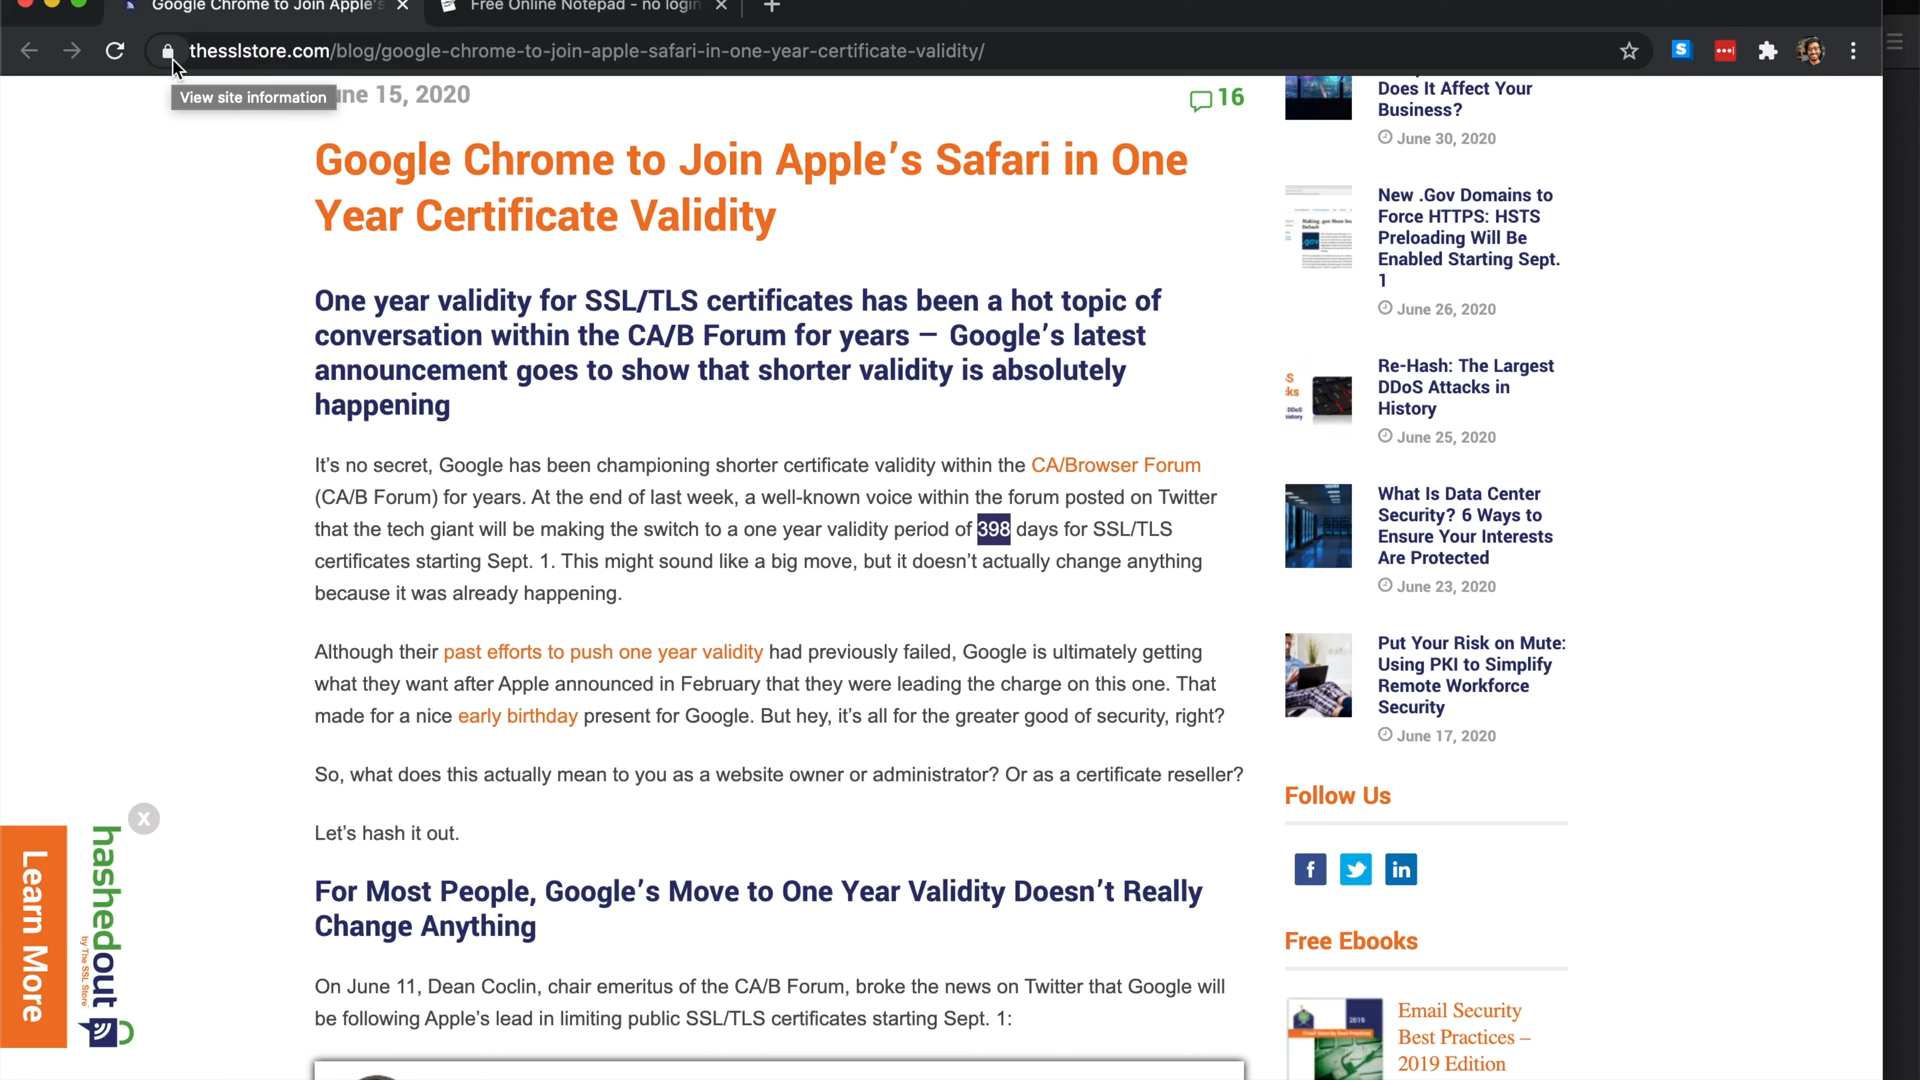 Google Chrome to Join Apple's
Free Online Notepad - no login
thesslstore.com/blog/google-chrome-to-join-apple-safari-in-one-year-certificate-validity/
View site information
une 15, 2020
16
Google Chrome to Join Apple’s Safari in One
Year Certificate Validity
One year validity for SSL/TLS certificates has been a hot topic of
conversation within the CA/B Forum for years — Google’s latest
announcement goes to show that shorter validity is absolutely
happening
It’s no secret, Google has been championing shorter certificate validity within the CA/Browser Forum
(CA/B Forum) for years. At the end of last week, a well-known voice within the forum posted on Twitter
that the tech giant will be making the switch to a one year validity period of 398 days for SSL/TLS
certificates starting Sept. 1. This might sound like a big move, but it doesn’t actually change anything
because it was already happening.
Although their past efforts to push one year validity had previously failed, Google is ultimately getting
what they want after Apple announced in February that they were leading the charge on this one. That
made for a nice early birthday present for Google. But hey, it’s all for the greater good of security, right?
So, what does this actually mean to you as a website owner or administrator? Or as a certificate reseller?
Let’s hash it out.
For Most People, Google’s Move to One Year Validity Doesn’t Really
Change Anything
On June 11, Dean Coclin, chair emeritus of the CA/B Forum, broke the news on Twitter that Google will
be following Apple’s lead in limiting public SSL/TLS certificates starting Sept. 1:
Does It Affect Your
Business?
June 30, 2020
New .Gov Domains to
Force HTTPS: HSTS
Preloading Will Be
Enabled Starting Sept.
1
June 26, 2020
Re-Hash: The Largest
DDoS Attacks in
History
June 25, 2020
What Is Data Center
Security? 6 Ways to
Ensure Your Interests
Are Protected
June 23, 2020
Put Your Risk on Mute:
Using PKI to Simplify
Remote Workforce
Security
June 17, 2020
Follow Us
Free Ebooks
Email Security
Best Practices –
2019 Edition
X
Learn More
hashedout
by The SSL Store